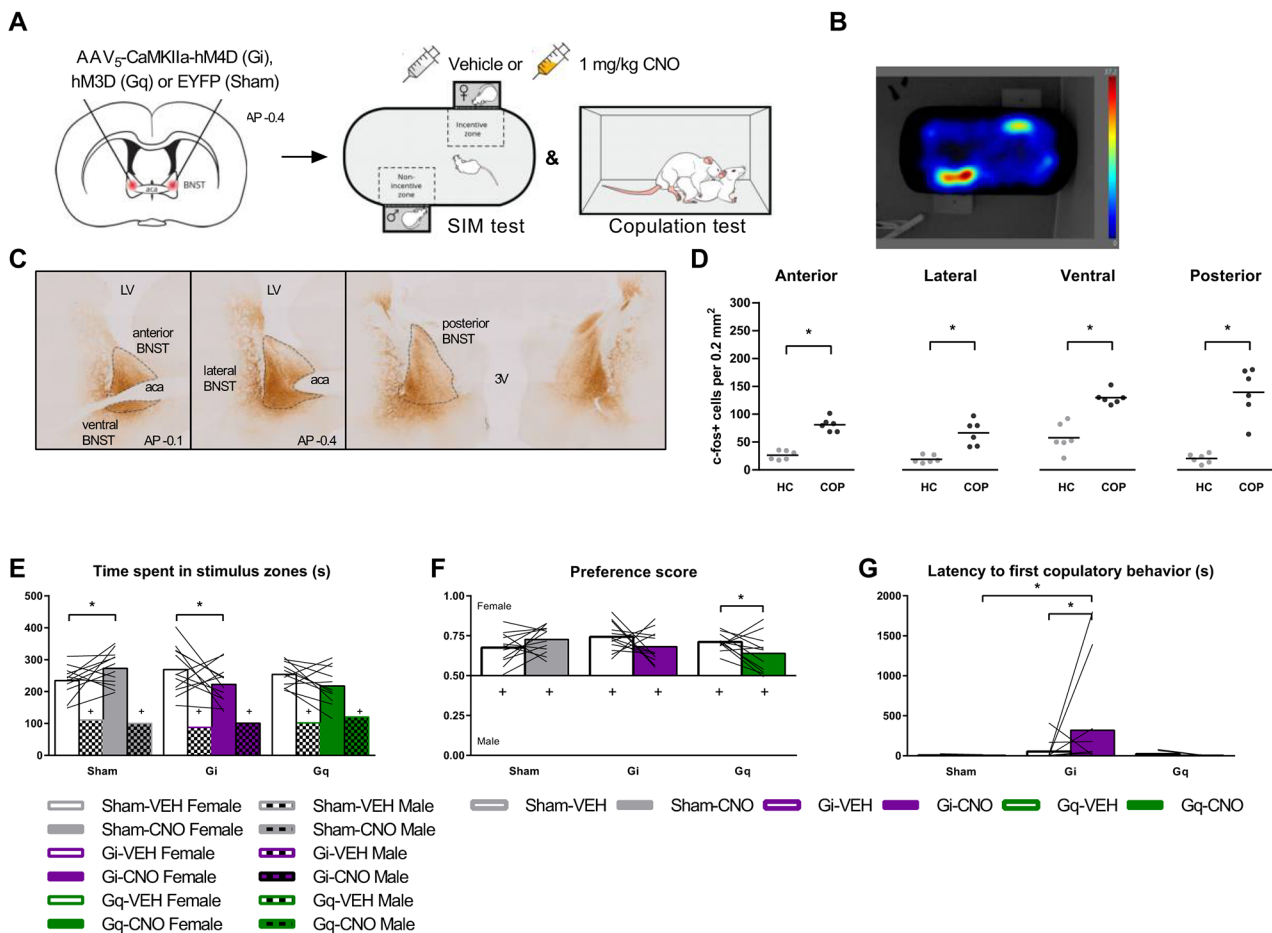 A
AAV5-CaMKIIa-hM4D (Gi),
hM3D (Gq) or EYFP (Sham)
AP -0.4
aca
BNST
Vehicle or
1 mg/kg CNO
♀
Incentive
zone
Non-
incentive
zone
♂
SIM test
&
Copulation test
B
0
C
LV
anterior
BNST
aca
ventral
BNST
AP -0.1
LV
lateral
BNST
aca
AP -0.4
posterior
BNST
3V
D
Anterior
Lateral
Ventral
Posterior
c-fos+ cells per 0.2 mm2
300
250
200
150
100
50
0
* * * *
HC COP HC COP HC COP HC COP
E
Time spent in stimulus zones (s)
500
400
300
200
100
0
* *
+ + + + + +
Sham Gi Gq
Sham-VEH Female
Sham-CNO Female
Gi-VEH Female
Gi-CNO Female
Gq-VEH Female
Gq-CNO Female
Sham-VEH Male
Sham-CNO Male
Gi-VEH Male
Gi-CNO Male
Gq-VEH Male
Gq-CNO Male
F
Preference score
1.00
0.75
0.50
0.25
0.00
Female
*
+ + + + + +
Male
Sham Gi Gq
G
Latency to first copulatory behavior (s)
2000
1500
1000
500
0
*
*
Sham Gi Gq
Sham-VEH Sham-CNO Gi-VEH Gi-CNO Gq-VEH Gq-CNO